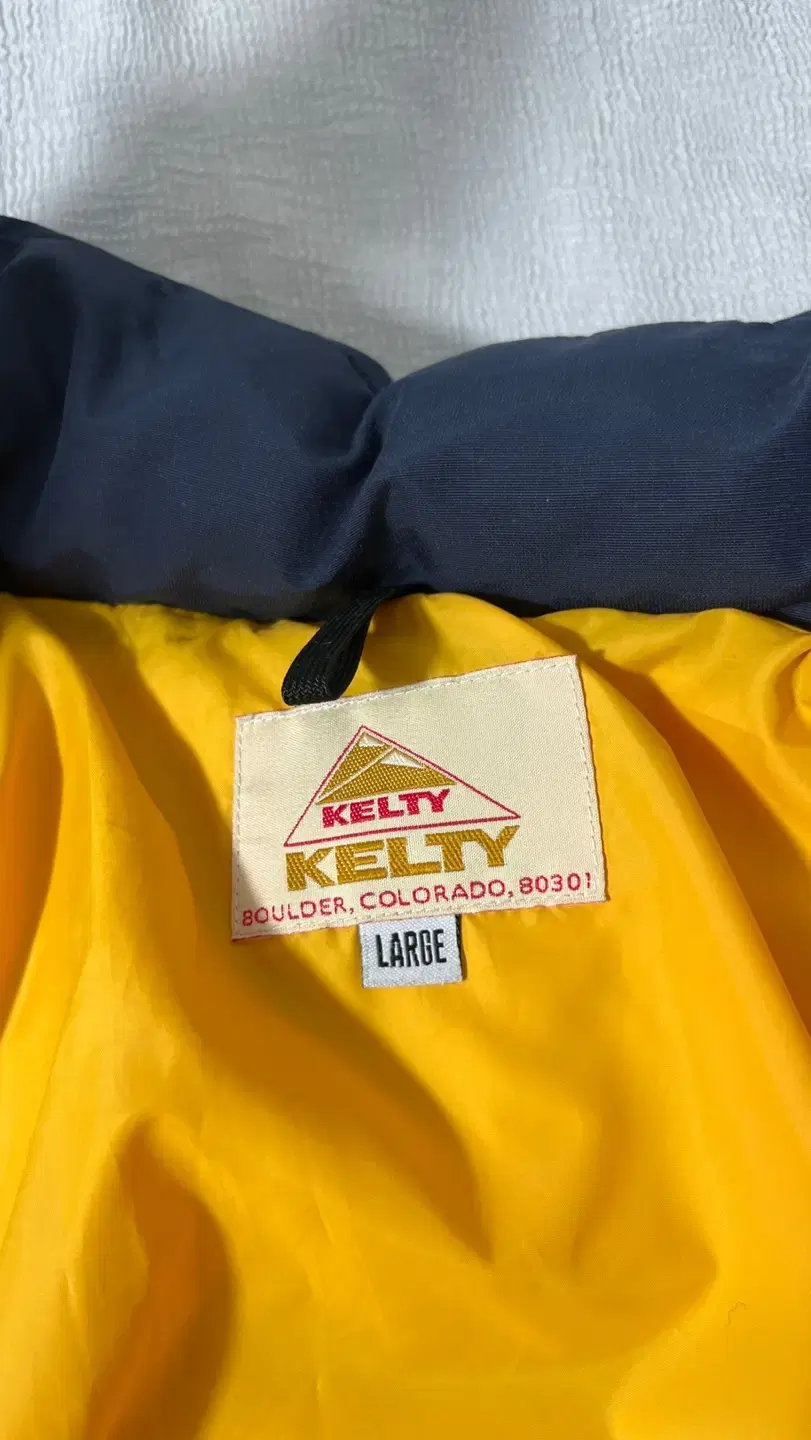 KELTY
KELTY
BOULDER, COLORADO, 80301
LARGE